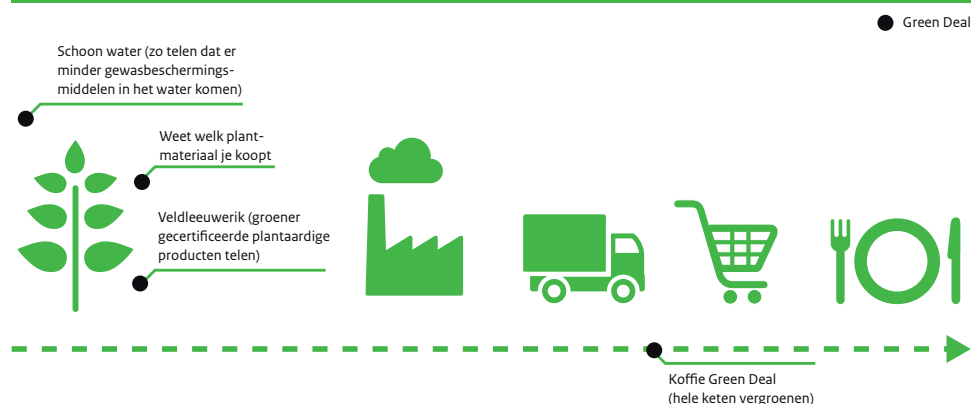 Green Deal
Schoon water (zo telen dat er
minder gewasbeschermings-
middelen in het water komen)
Weet welk plant-
materiaal je koopt
Veldleeuwerik (groener
gecertificeerde plantaardige
producten telen)
Koffie Green Deal
(hele keten vergroenen)